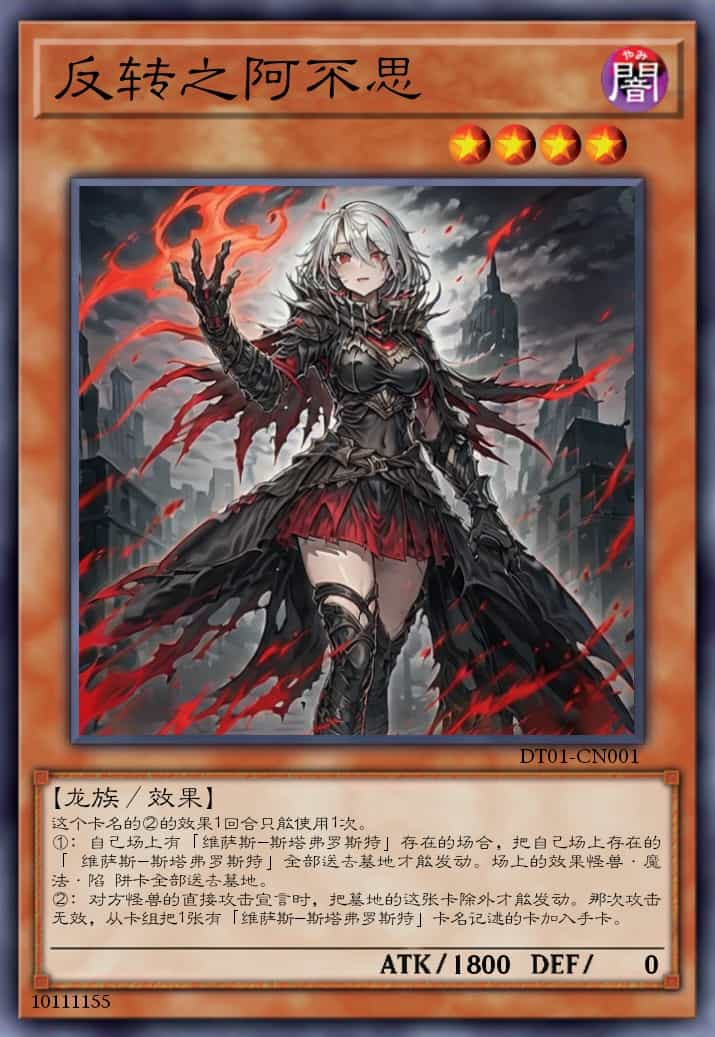 反转之阿不思
やみ
闇
DT01-CN001
【龙族／效果】
这个卡名的②的效果1回合只能使用1次。
①：自己场上有「维萨斯-斯塔弗罗斯特」存在的场合，把自己场上存在的
「 维萨斯-斯塔弗罗斯特」全部送去墓地才能发动。场上的效果怪兽·魔
法·陷 阱卡全部送去墓地。
②：对方怪兽的直接攻击宣言时，把墓地的这张卡除外才能发动。那次攻击
无效，从卡组把1张有「维萨斯-斯塔弗罗斯特」卡名记述的卡加入手卡。
ATK/1800 DEF/ 0
10111155